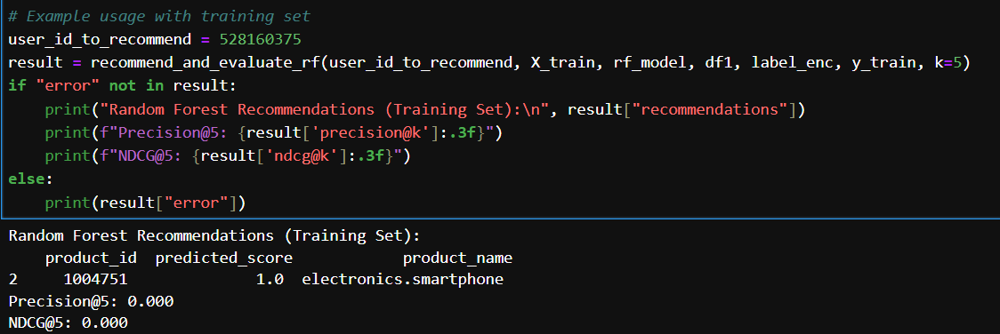 # Example usage with training set
user_id_to_recommend = 528160375
result = recommend_and_evaluate_rf(user_id_to_recommend, X_train, rf_model, df1, label_enc, y_train, k=5)
if "error" not in result:
    print("Random Forest Recommendations (Training Set):\n", result["recommendations"])
    print(f"Precision@5: {result['precision@k']:.3f}")
    print(f"NDCG@5: {result['ndcg@k']:.3f}")
else:
    print(result["error"])
Random Forest Recommendations (Training Set):
    product_id  predicted_score            product_name
2     1004751              1.0  electronics.smartphone
Precision@5: 0.000
NDCG@5: 0.000